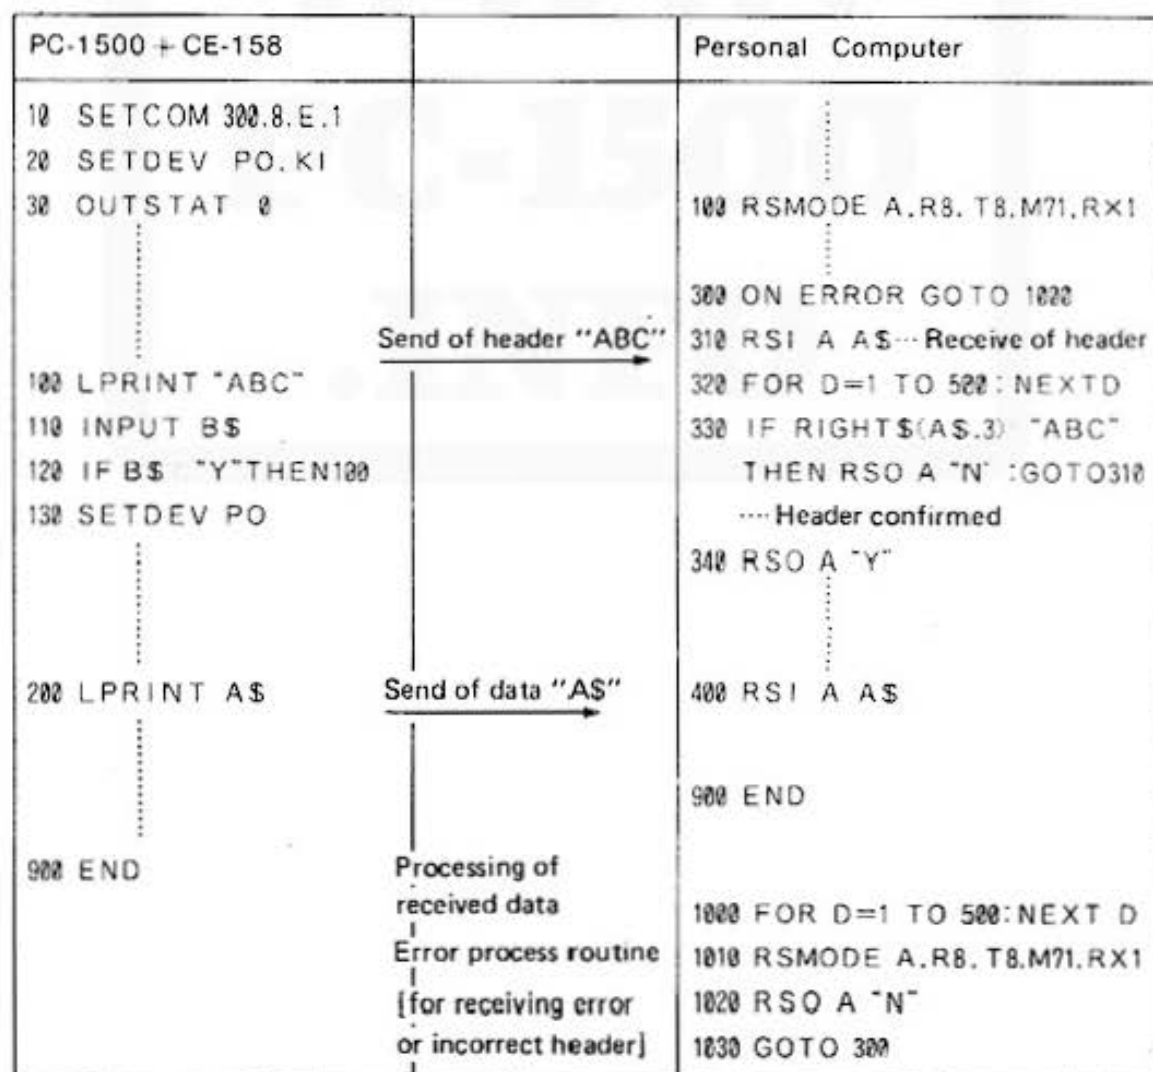 PC-1500 + CE-158
Personal Computer
10 SETCOM 300.8.E.1
20 SETDEV PO.KI
30 OUTSTAT 0
100 LPRINT "ABC"
110 INPUT B$
120 IF B$ "Y"THEN100
130 SETDEV PO
200 LPRINT A$
900 END
Send of header "ABC"
Send of data "A$"
Processing of
received data
Error process routine
[for receiving error
or incorrect header]
100 RSMODE A.R8.T8.M71.RX1
300 ON ERROR GOTO 1000
310 RSI A A$ ... Receive of header
320 FOR D=1 TO 500:NEXTD
330 IF RIGHT$(A$.3) "ABC"
THEN RSO A "N" :GOTO310
.... Header confirmed
340 RSO A "Y"
400 RSI A A$
900 END
1000 FOR D=1 TO 500:NEXT D
1010 RSMODE A.R8.T8.M71.RX1
1020 RSO A "N"
1030 GOTO 300